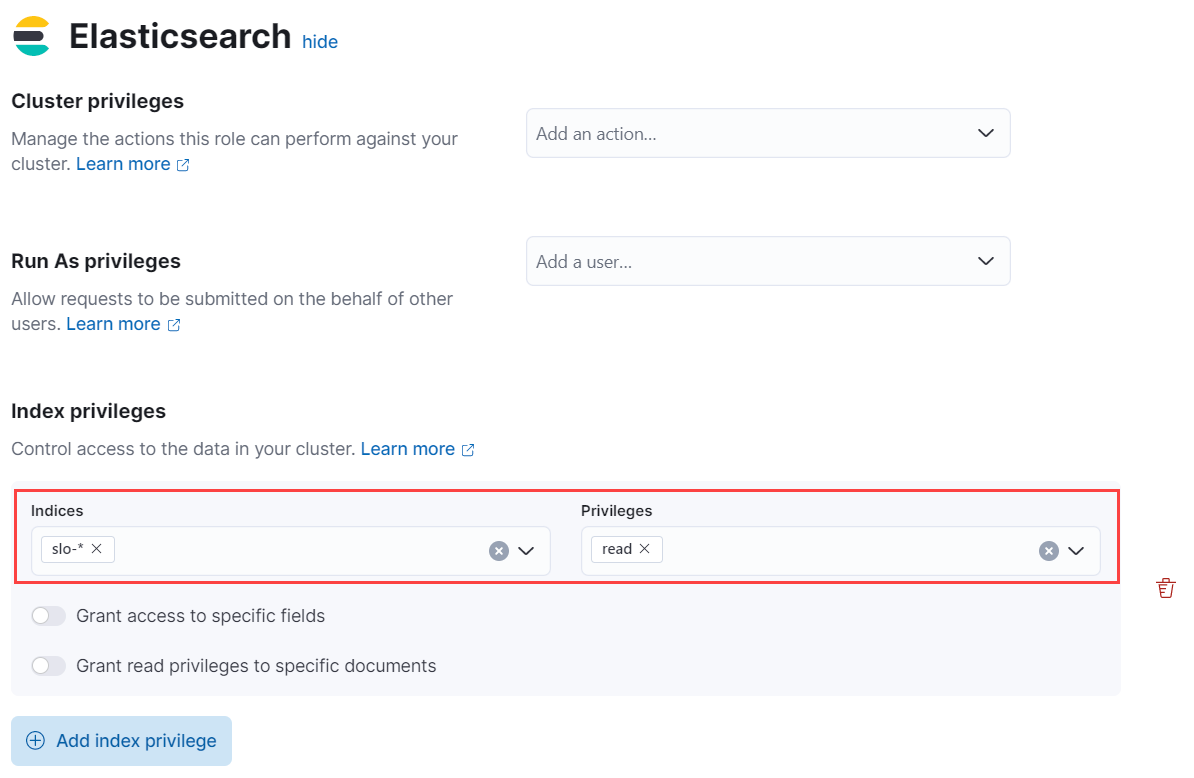 Elasticsearch hide
Cluster privileges
Manage the actions this role can perform against your
cluster. Learn more
Add an action...
Run As privileges
Allow requests to be submitted on the behalf of other
users. Learn more
Add a user...
Index privileges
Control access to the data in your cluster. Learn more
Indices
slo-*
Privileges
read
Grant access to specific fields
Grant read privileges to specific documents
Add index privilege